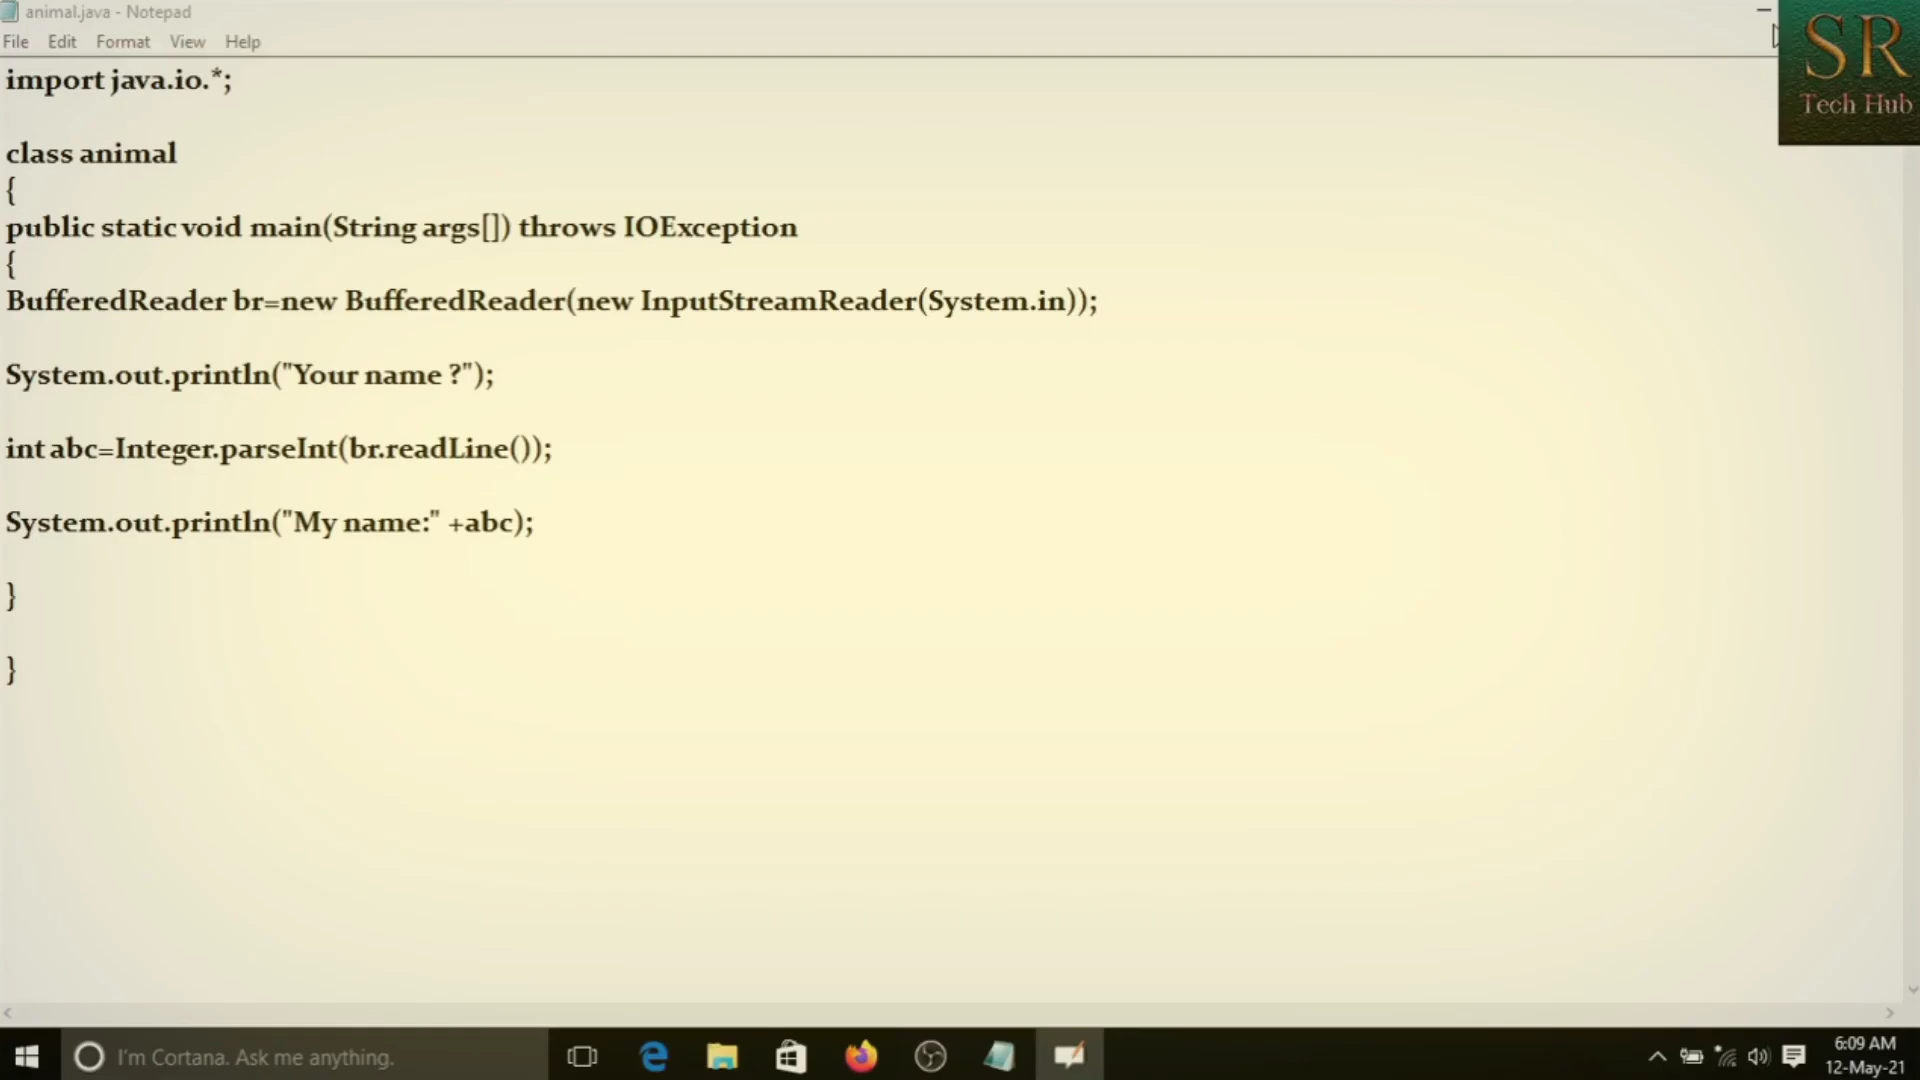 animal.java - Notepad
File Edit Format View Help
SR
Tech Hub
import java.io.*;
class animal
{
public static void main(String args[]) throws IOException
{
BufferedReader br=new BufferedReader(new InputStreamReader(System.in));
System.out.println("Your name ?");
int abc=Integer.parseInt(br.readLine());
System.out.println("My name:" +abc);
}
}
I'm Cortana. Ask me anything.
6:09 AM
12-May-21